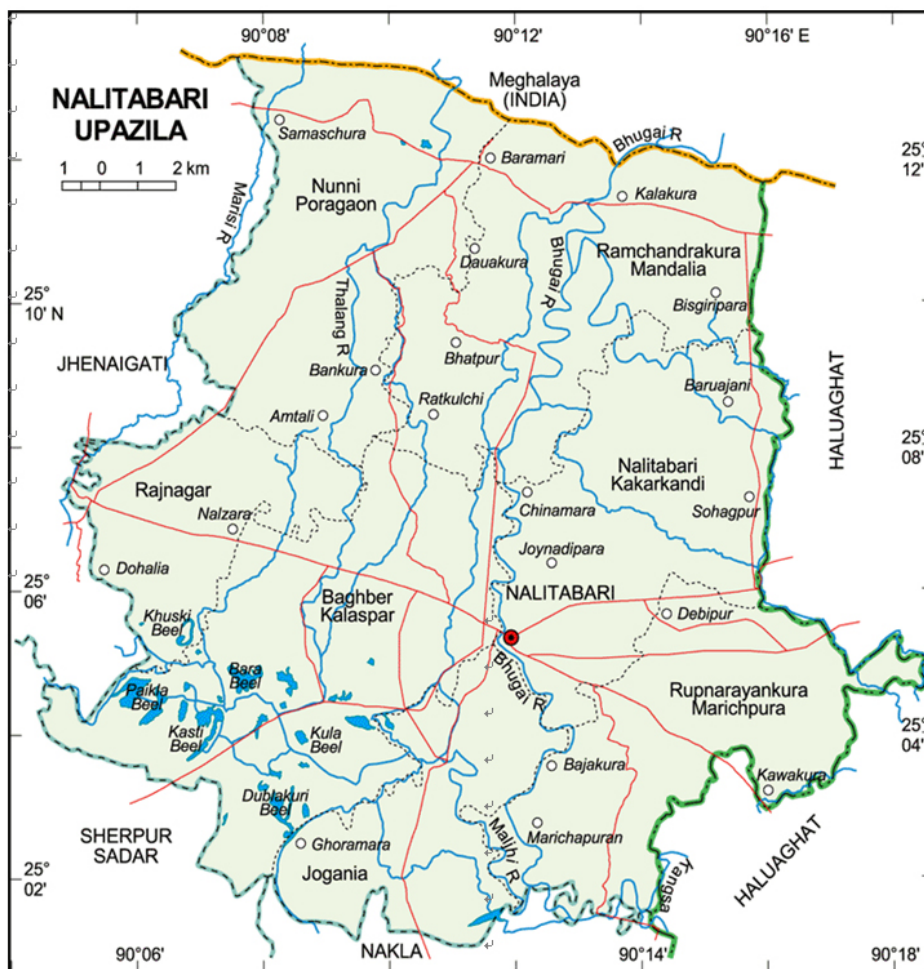 90°08'
90°12'
90°16' E
NALITABARI
UPAZILA
1 0 1 2 km
Meghalaya
(INDIA)
Bhugai R
25°
12'
Samaschura
Baramari
Nunni
Poragaon
Kalakura
Marisi R
Dauakura
Bhugai R
Ramchandrakura
Mandalia
Bisgiripara
25°
10' N
Thalang R
Bhatpur
JHENAIGATI
Bankura
Baruajani
HALUAGHAT
Amtali
Ratkulchi
25°
08'
Nalitabari
Kakarkandi
Rajnagar
Chinamara
Sohagpur
Nalzara
Joynadipara
Dohalia
25°
06'
Baghber
Kalaspar
NALITABARI
Debipur
Khuski
Beel
Bara
Beel
Bhugai R
Paikla
Beel
Rupnarayankura
Marichpura
Kasti
Beel
Kula
Beel
25°
04'
Bajakura
Kawakura
Dublakuri
Beel
SHERPUR
SADAR
Ghoramara
Malijhi R
Marichapuran
HALUAGHAT
Jogania
Kangsa
25°
02'
NAKLA
90°06'
90°14'
90°18'